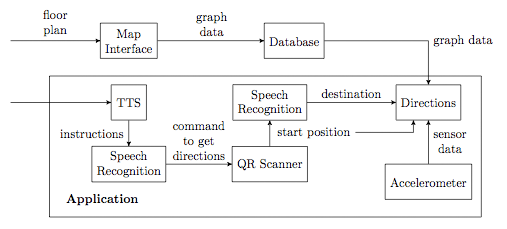 floor
plan
Map
Interface
graph
data
Database
graph data
TTS
instructions
Speech
Recognition
command
to get
directions
Speech
Recognition
destination
Directions
start position
QR Scanner
sensor
data
Accelerometer
Application